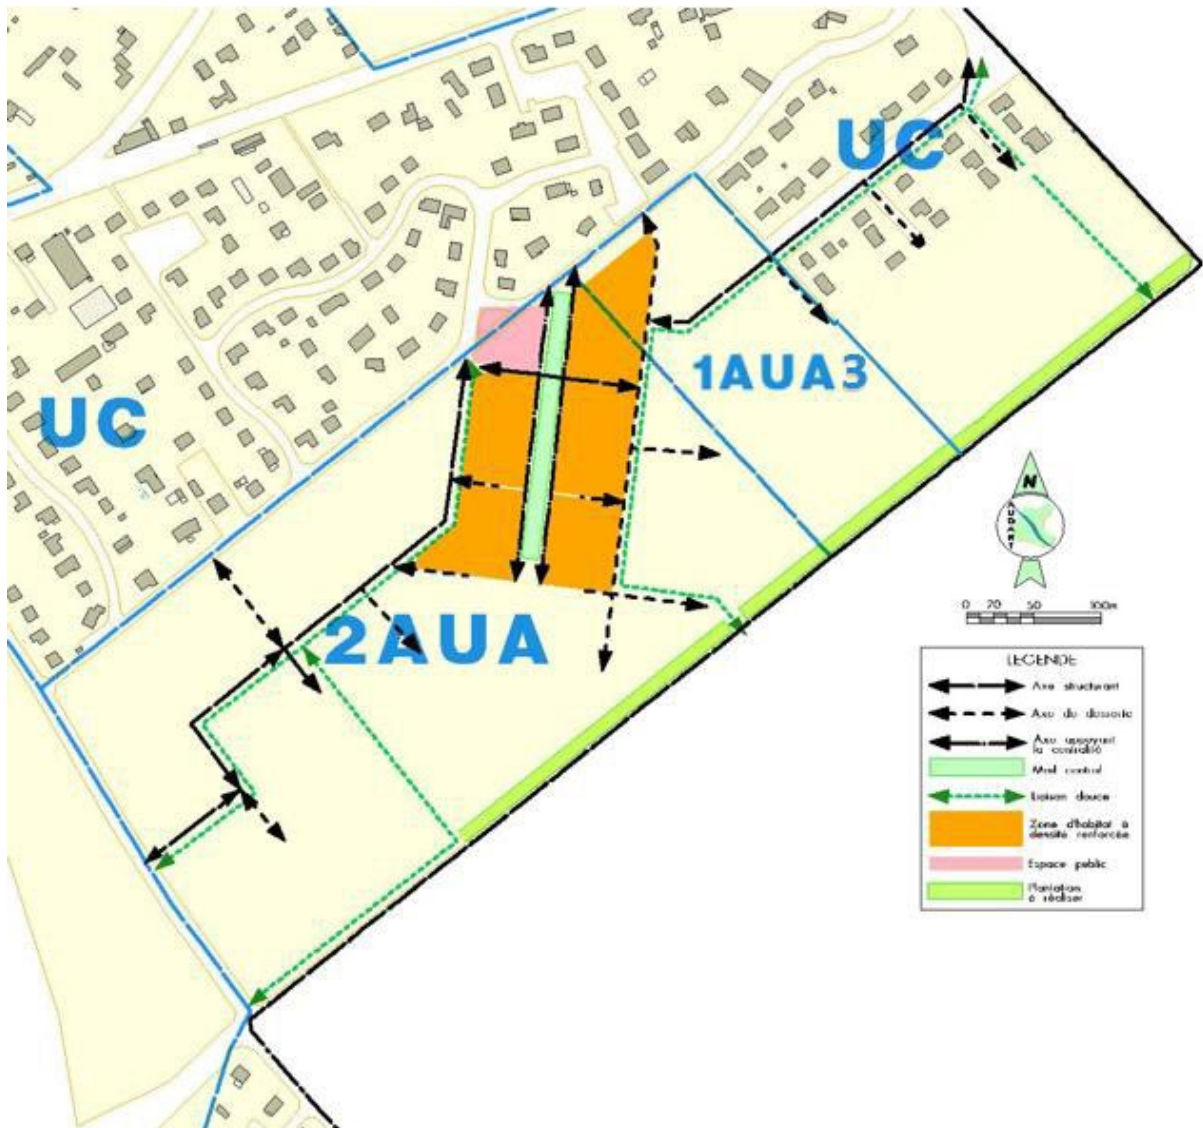 UC
UC
1AUA3
2AUA
N
0 50 100m
LEGENDE
Axe structurant
Axe de desserte
Axe appuyant
la centralité
Mail central
Liaison douce
Zone d'habitat à
densité renforcée
Espace public
Plantation
à réaliser